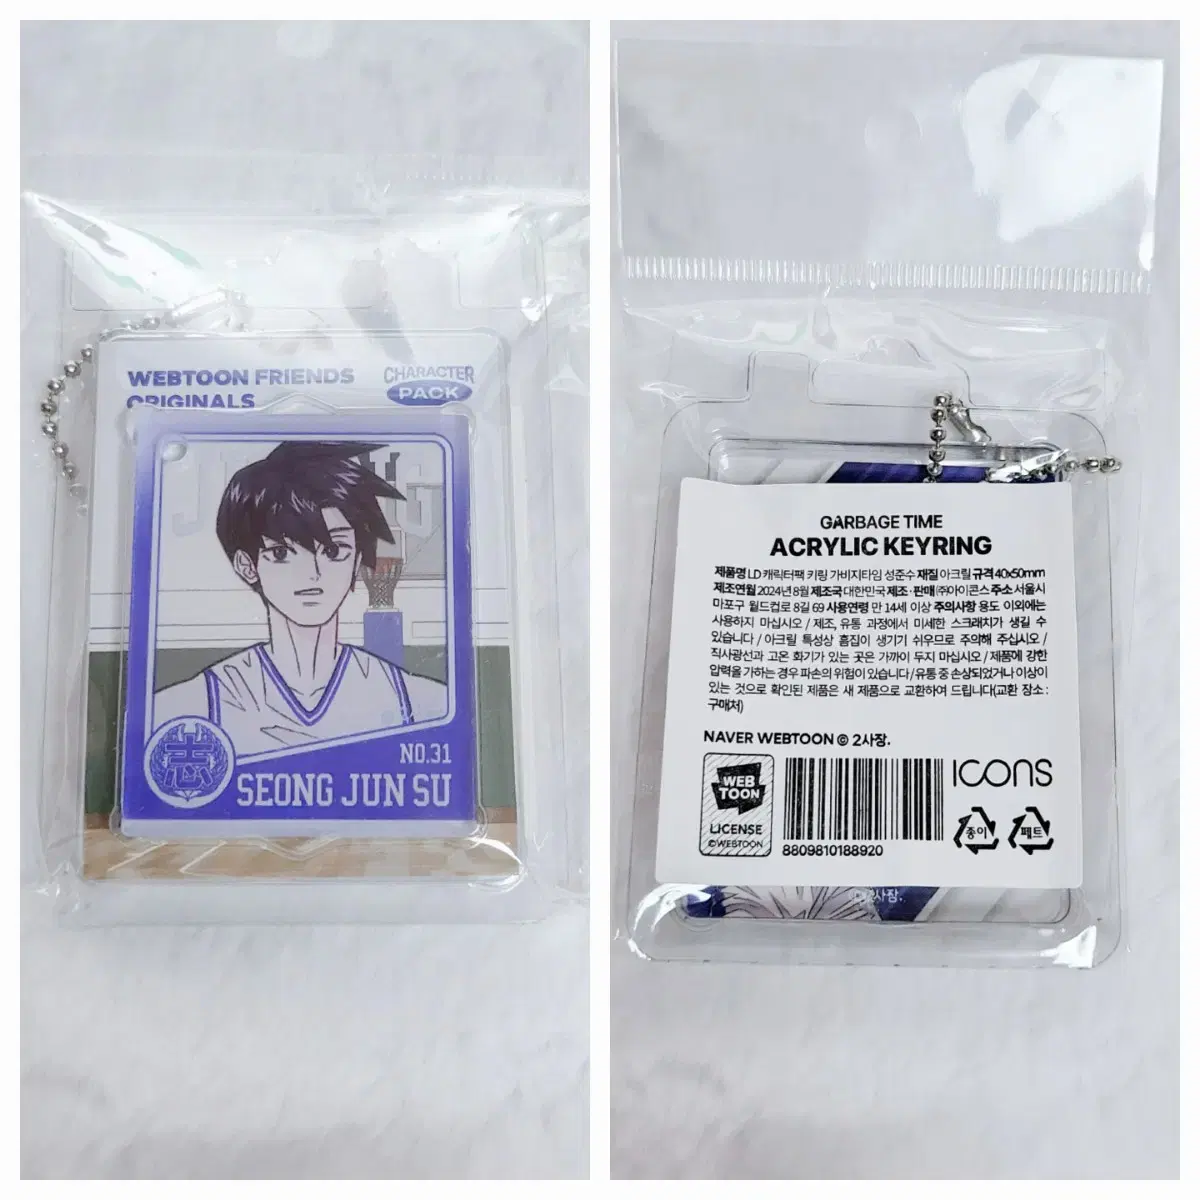 WEBTOON FRIENDS
ORIGINALS
CHARACTER
PACK
志
NO.31
SEONG JUN SU
GARBAGE TIME
ACRYLIC KEYRING
제품명 LD 캐릭터팩 키링 가비지타임 성준수 재질 아크릴 규격 40x50mm
제조연월 2024년 8월 제조국 대한민국 제조·판매 ㈜아이콘스 주소 서울시
마포구 월드컵로 8길 69 사용연령 만 14세 이상 주의사항 용도 이외에는
사용하지 마십시오 / 제조, 유통 과정에서 미세한 스크래치가 생길 수
있습니다 / 아크릴 특성상 흠집이 생기기 쉬우므로 주의해 주십시오 /
직사광선과 고온 화기가 있는 곳은 가까이 두지 마십시오 / 제품에 강한
압력을 가하는 경우 파손의 위험이 있습니다 / 유통 중 손상되었거나 이상이
있는 것으로 확인된 제품은 새 제품으로 교환하여 드립니다(교환 장소 :
구매처)
NAVER WEBTOON © 2사장.
WEB
TOON
LICENSE
©WEBTOON
8809810188920
ICONS
종이
페트
©2사장.